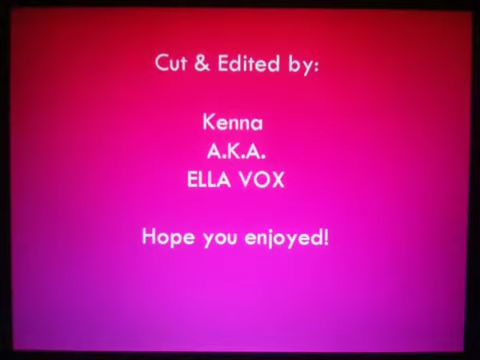 Cut & Edited by:
Kenna
A.K.A.
ELLA VOX
Hope you enjoyed!